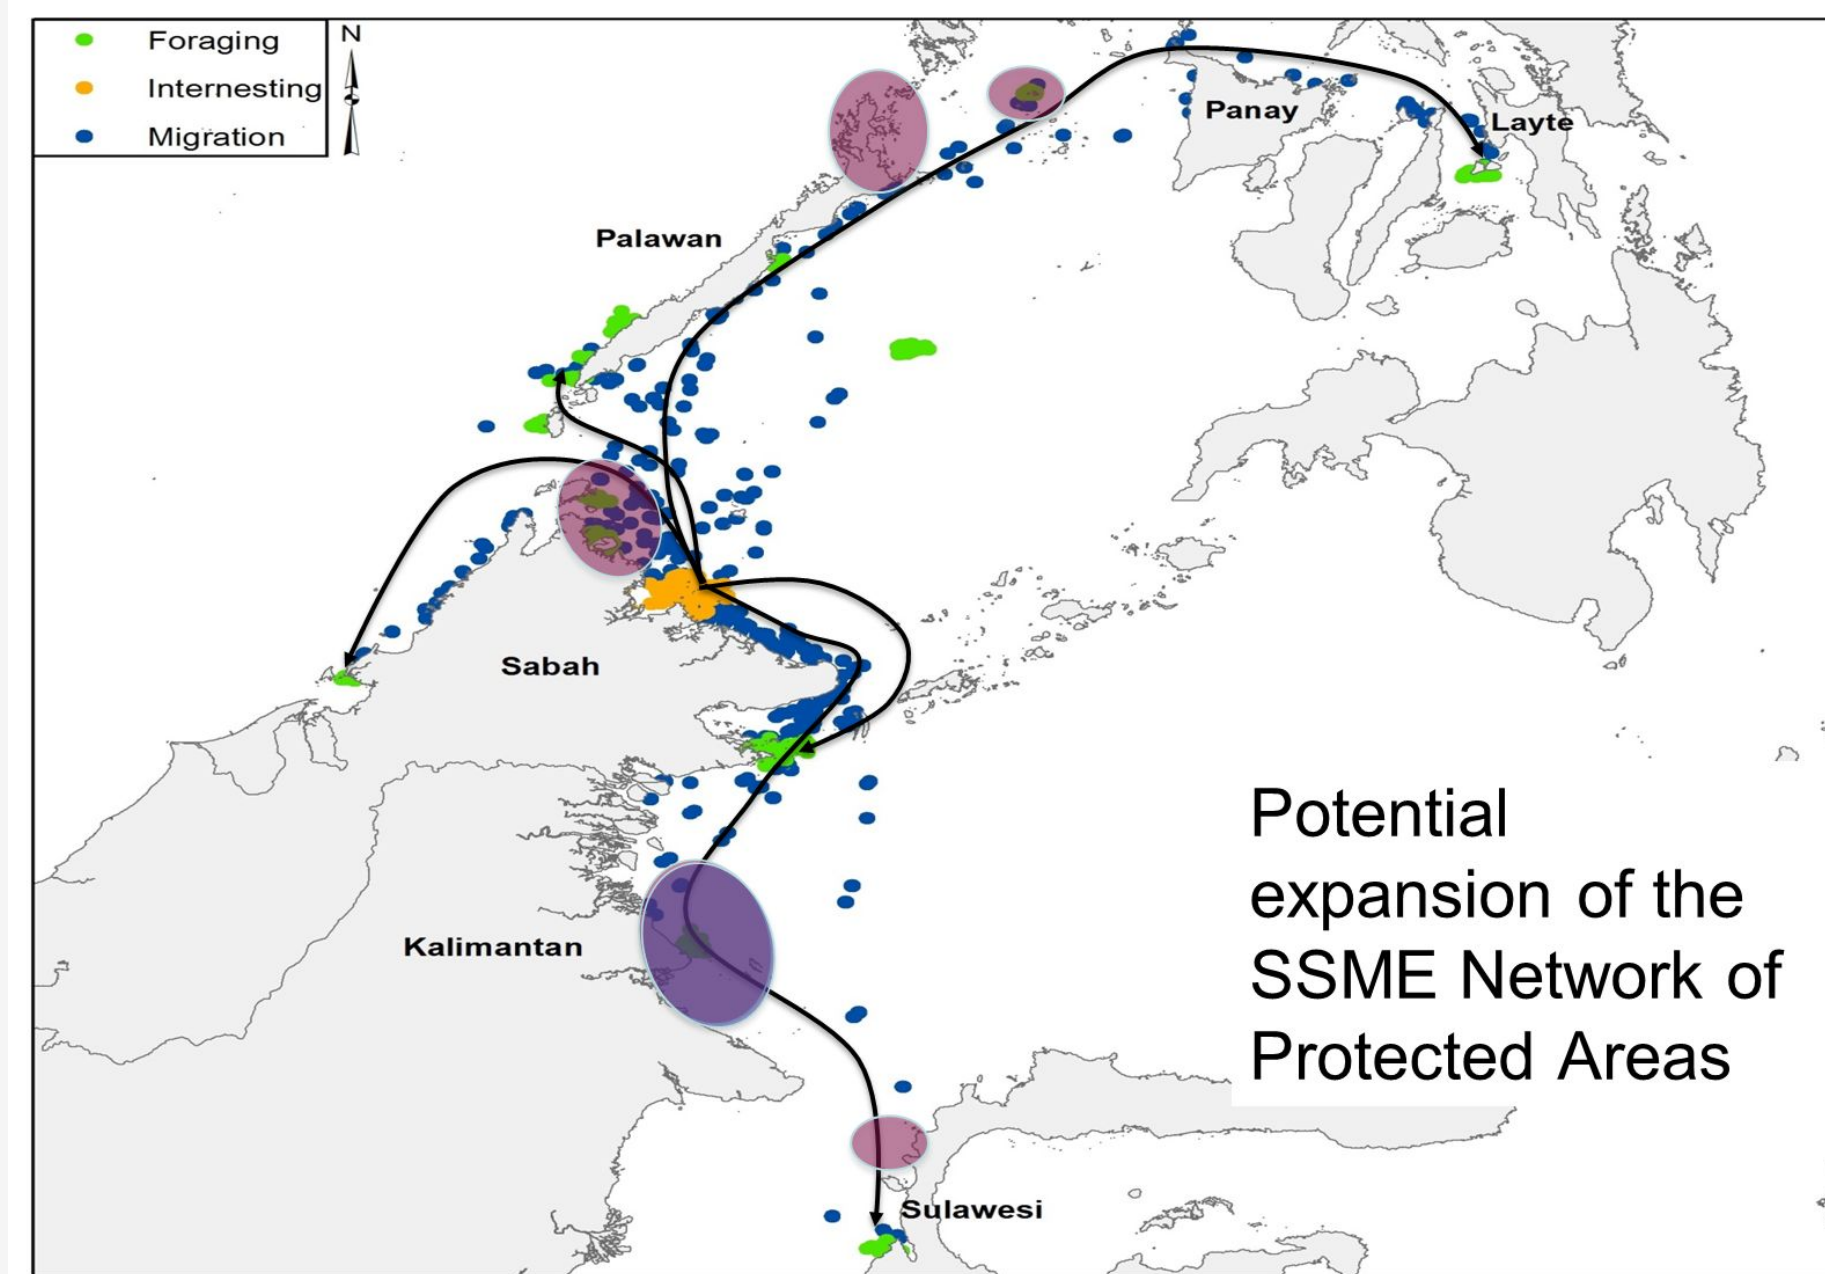 Foraging
N
Internesting
Migration
Panay
Layte
Palawan
Sabah
Potential
expansion of the
SSME Network of
Protected Areas
Kalimantan
Sulawesi